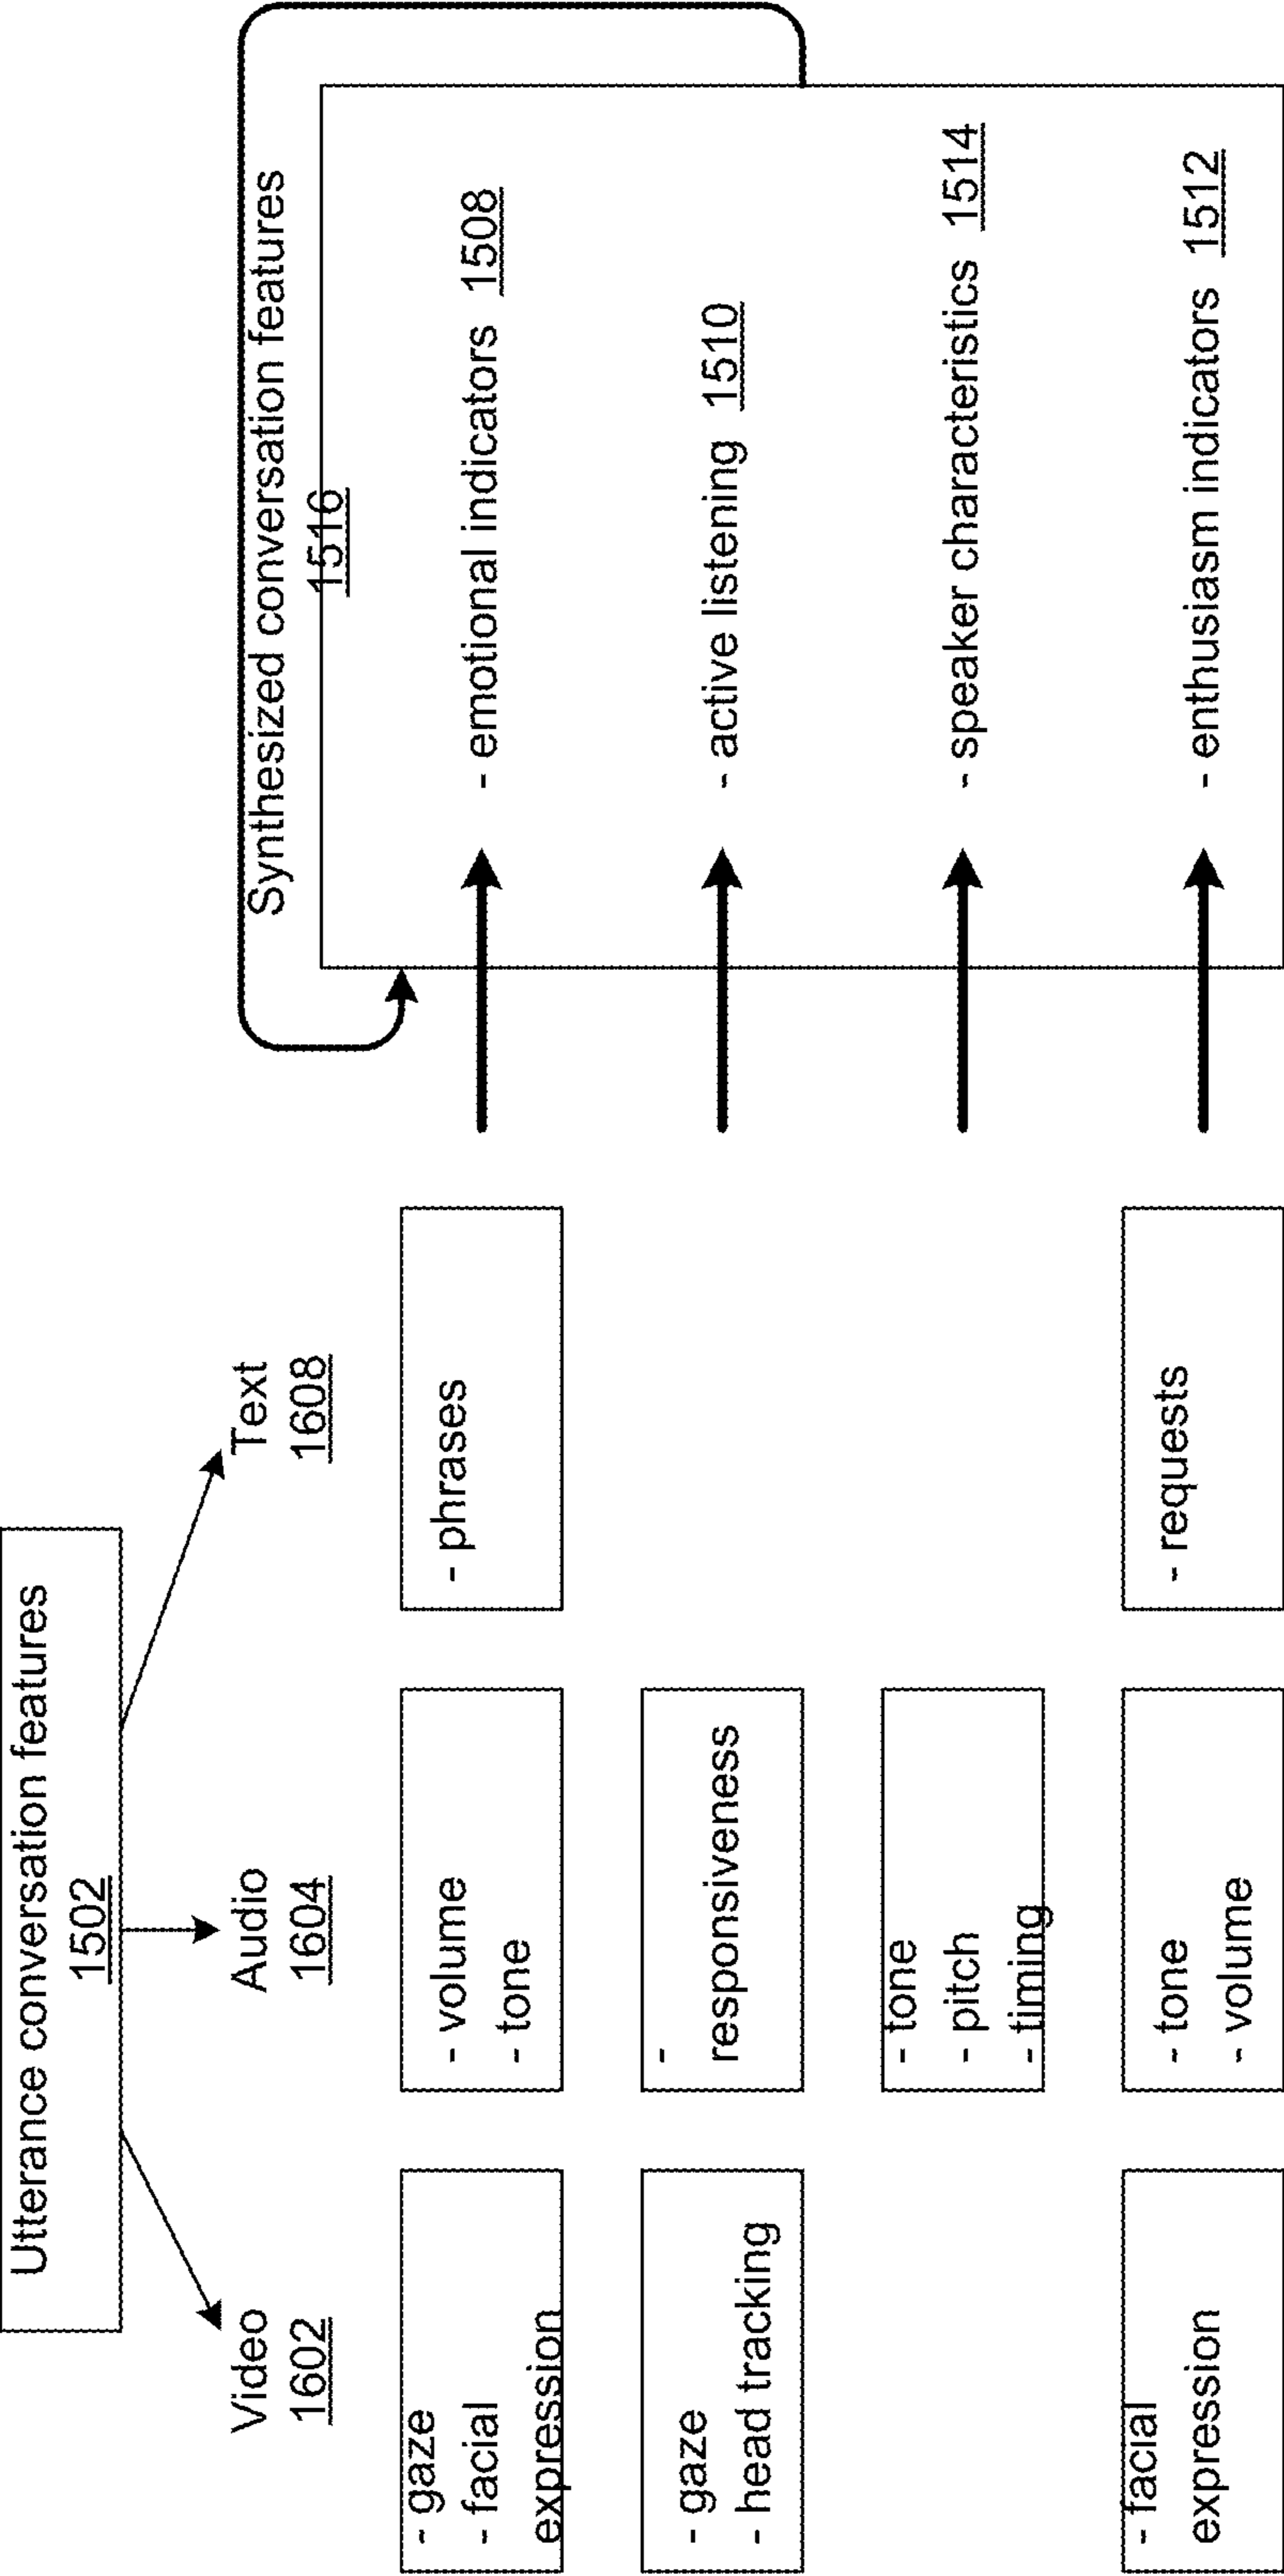 Utterance conversation features
1502
Video
1602
Audio
1604
Text
1608
Synthesized conversation features
1516
- gaze
- facial
expression
- volume
- tone
- phrases
- emotional indicators 1508
- gaze
- head tracking
-
responsiveness
- active listening 1510
- tone
- pitch
- timing
- speaker characteristics 1514
- facial
expression
- tone
- volume
- requests
- enthusiasm indicators 1512